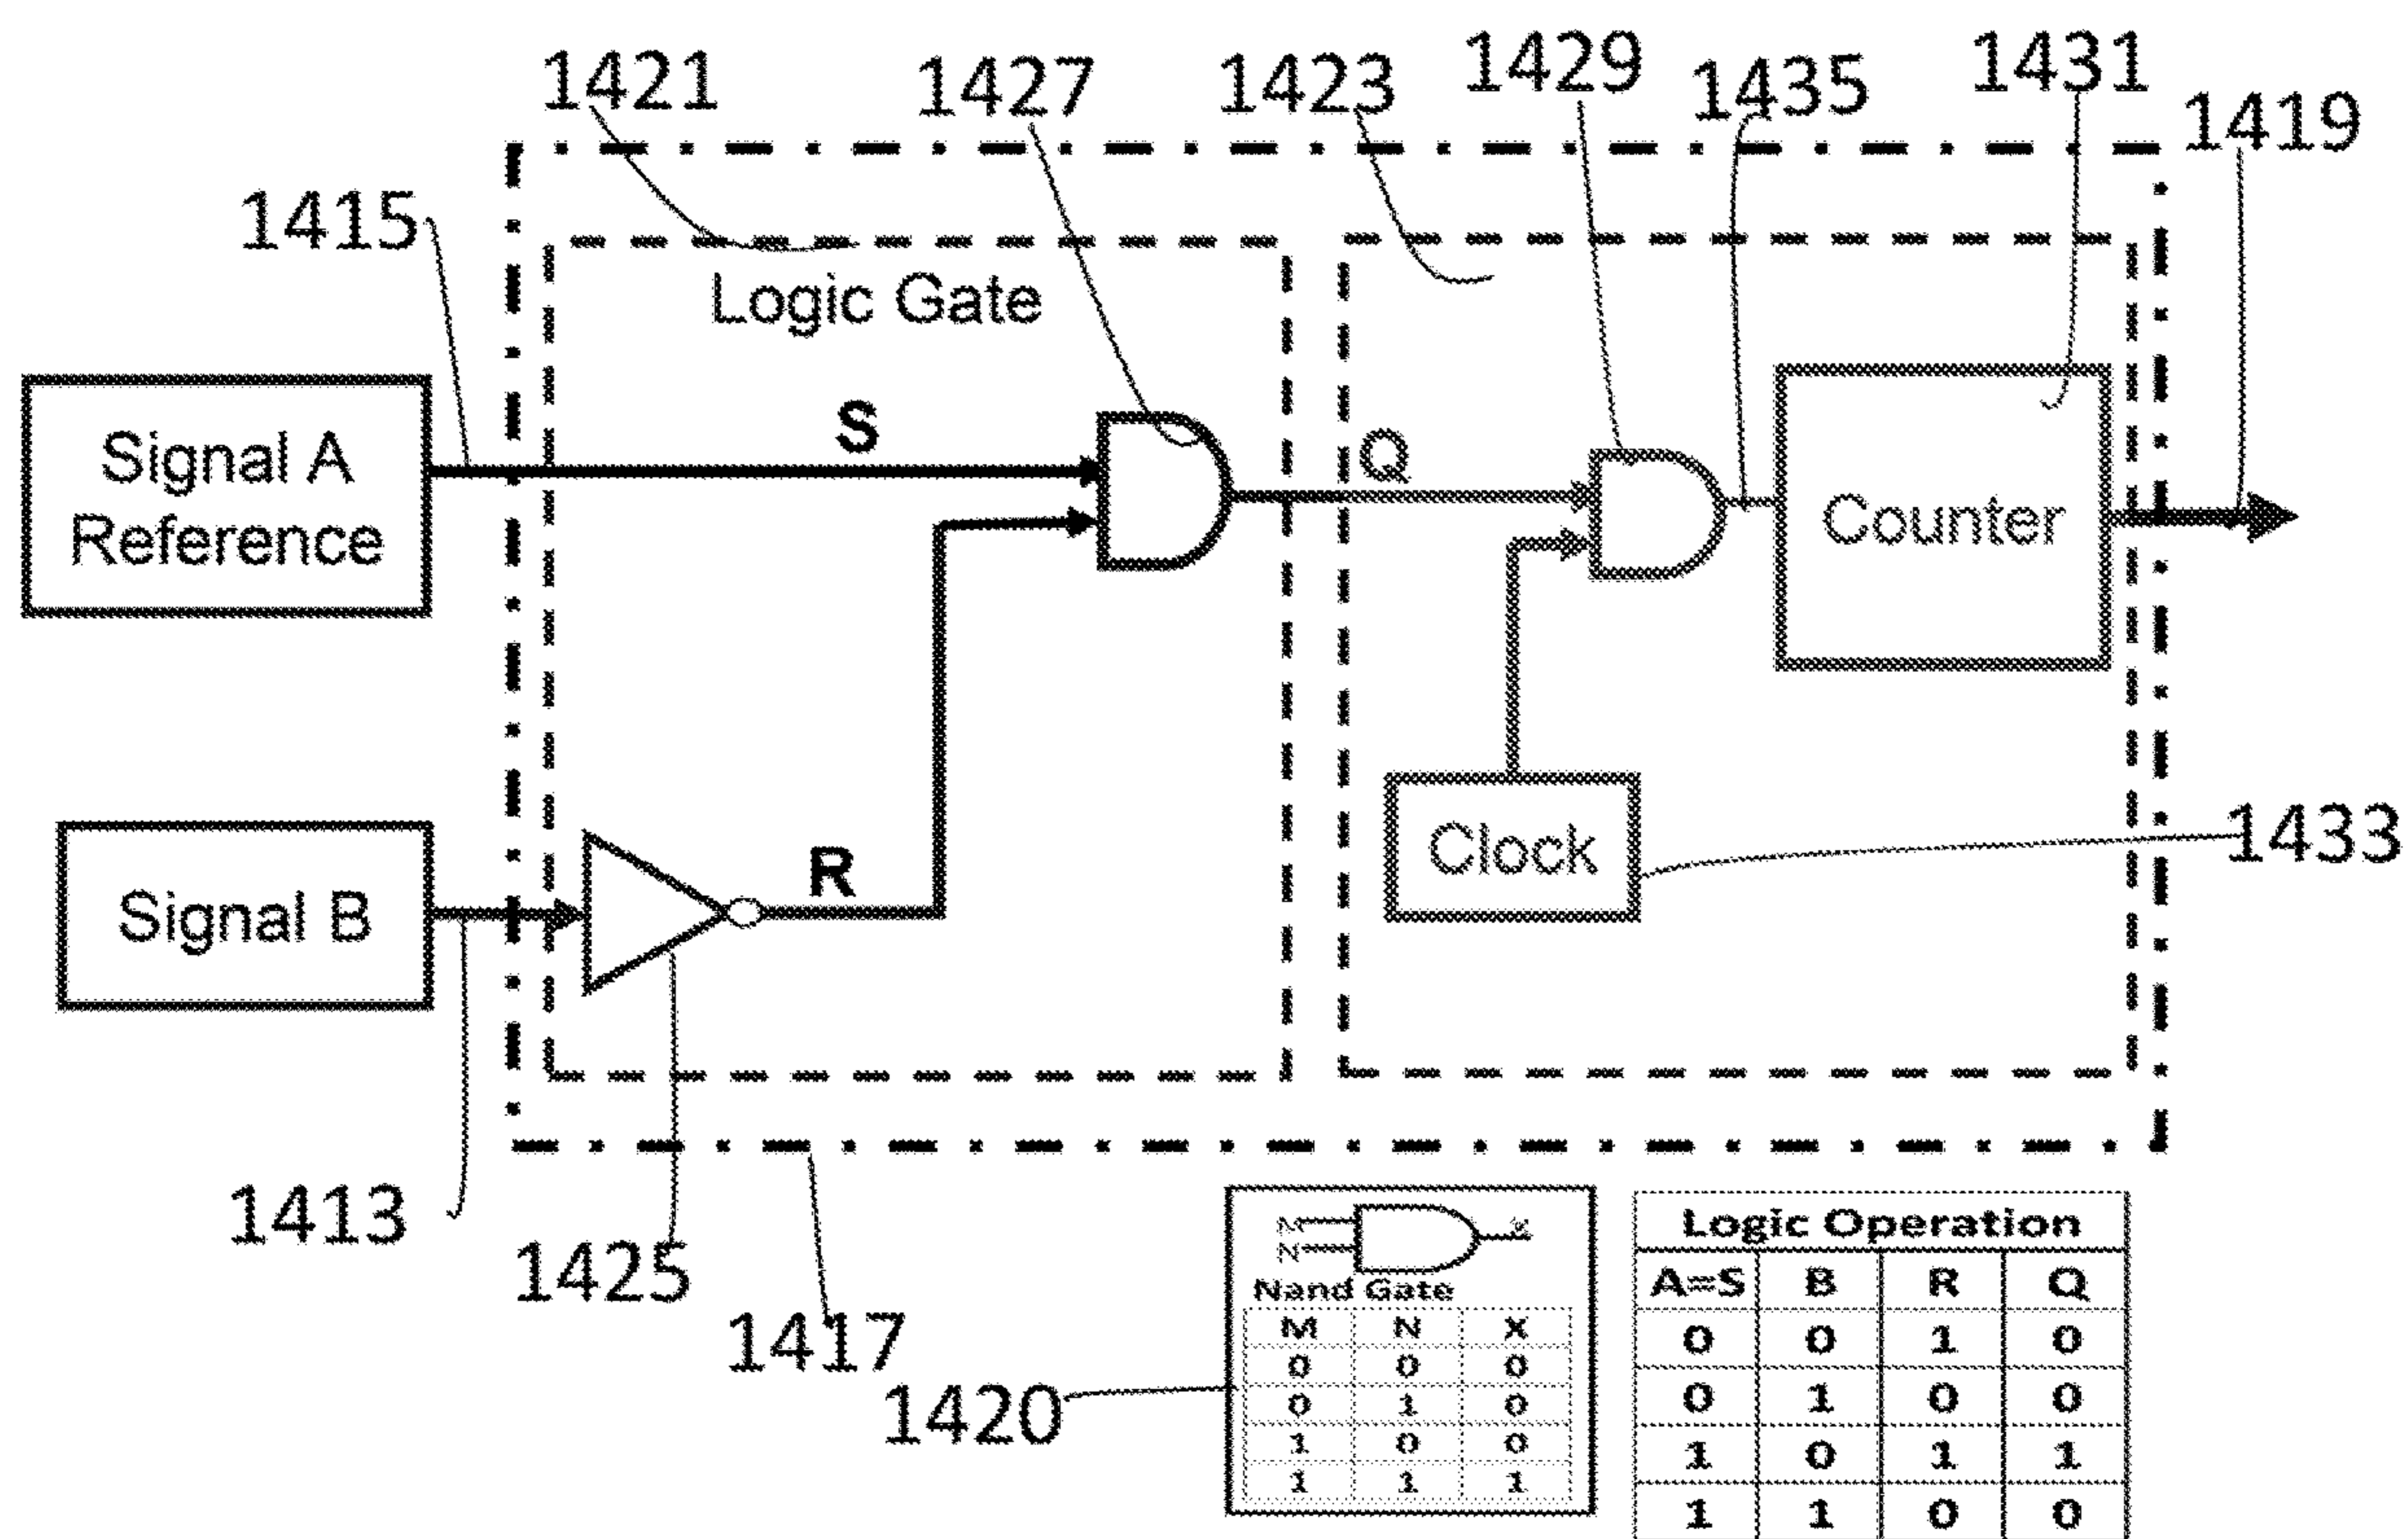 1421
1427
1423
1429
1435
1431
1419
1415
Logic Gate
S
Q
Signal A
Reference
Counter
Clock
1433
R
Signal B
1413
1425
1417
1420
Nand Gate
M N X
0 0 0
0 1 0
1 0 0
1 1 1
Logic Operation
A=S B R Q
0 0 1 0
0 1 0 0
1 0 1 1
1 1 0 0